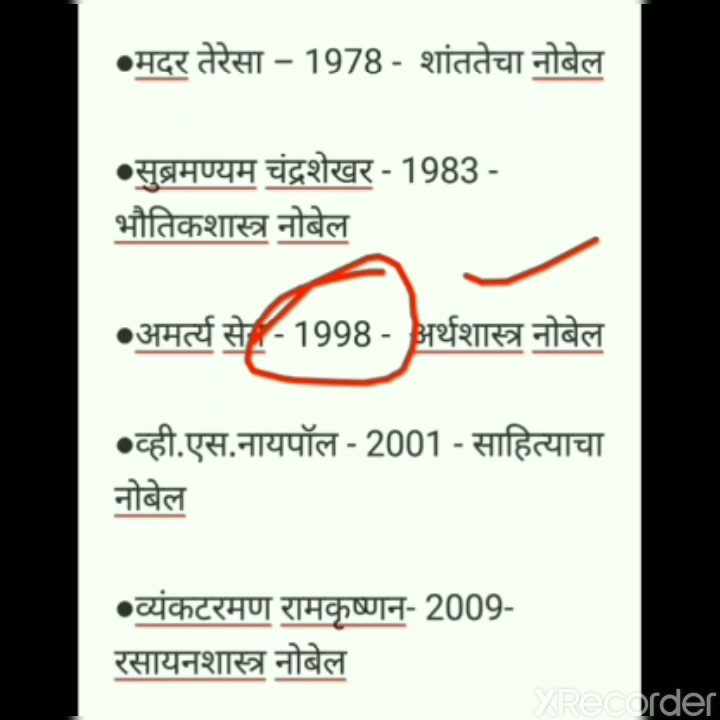 ●मदर तेरेसा – 1978 - शांततेचा नोबेल
●सुब्रमण्यम चंद्रशेखर - 1983 -
भौतिकशास्त्र नोबेल
●अमर्त्य सेन - 1998 - अर्थशास्त्र नोबेल
●व्ही.एस.नायपॉल - 2001 - साहित्याचा
नोबेल
●व्यंकटरमण रामकृष्णन- 2009-
रसायनशास्त्र नोबेल
XRecorder